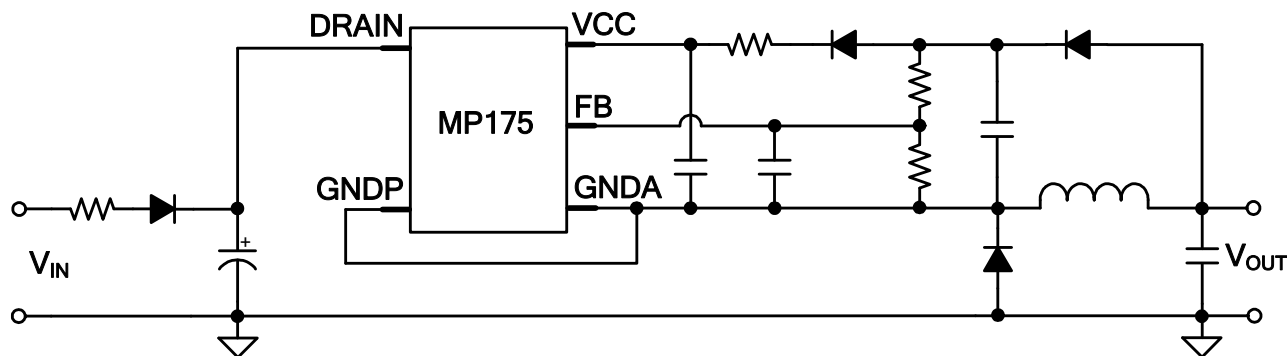 DRAIN
VCC
MP175
FB
GNDP
GNDA
VIN
+
VOUT